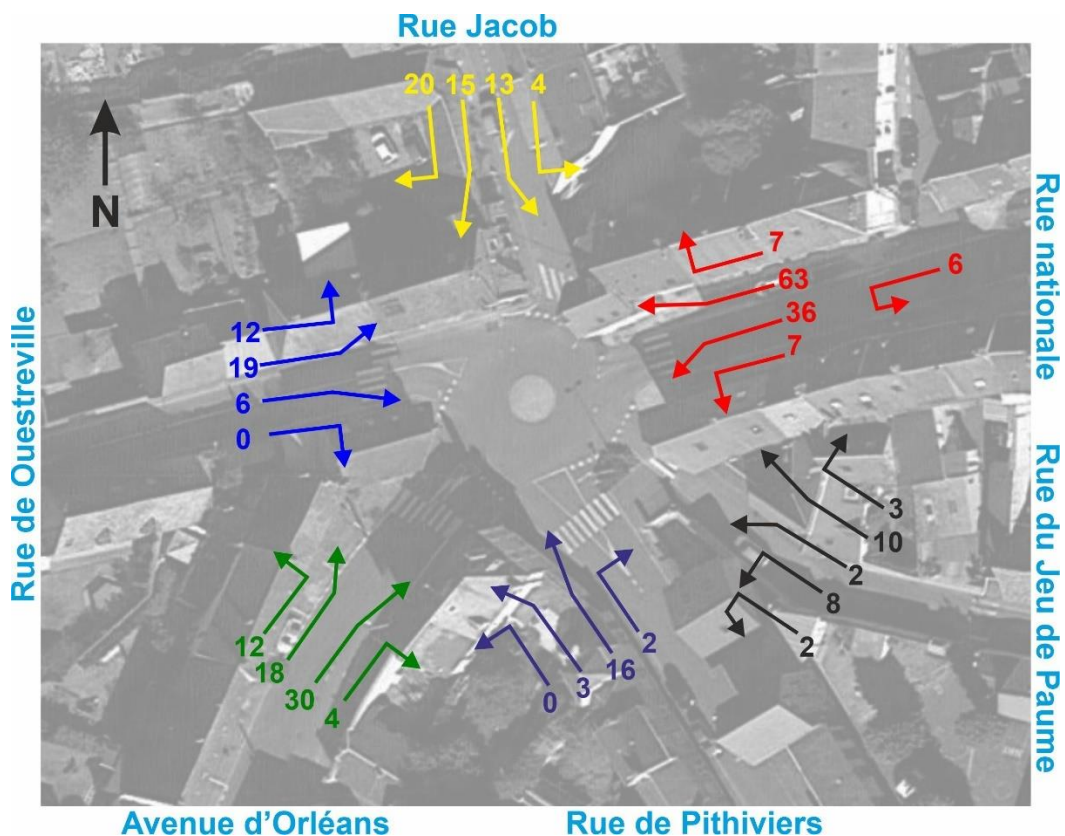 Rue Jacob
20 15 13 4
N
7
63
6
36
7
Rue nationale
12
19
6
0
Rue de Ouestreville
3
10
2
8
2
Rue du Jeu de Paume
12
18
30
4
2
16
3
0
Avenue d'Orléans
Rue de Pithiviers